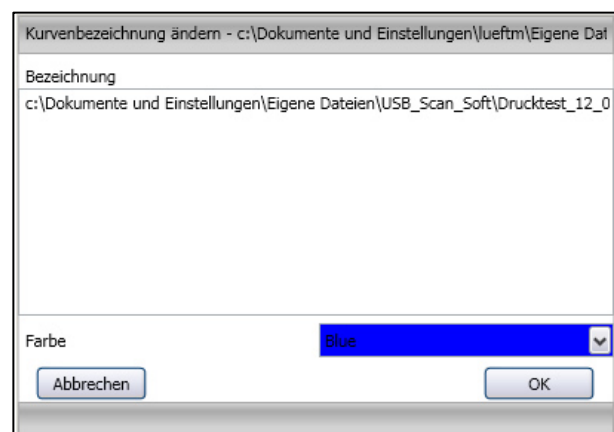 Kurvenbezeichnung ändern - c:\Dokumente und Einstellungen\lueftm\Eigene Dat
Bezeichnung
c:\Dokumente und Einstellungen\Eigene Dateien\USB_Scan_Soft\Drucktest_12_0
Farbe Blue
Abbrechen OK